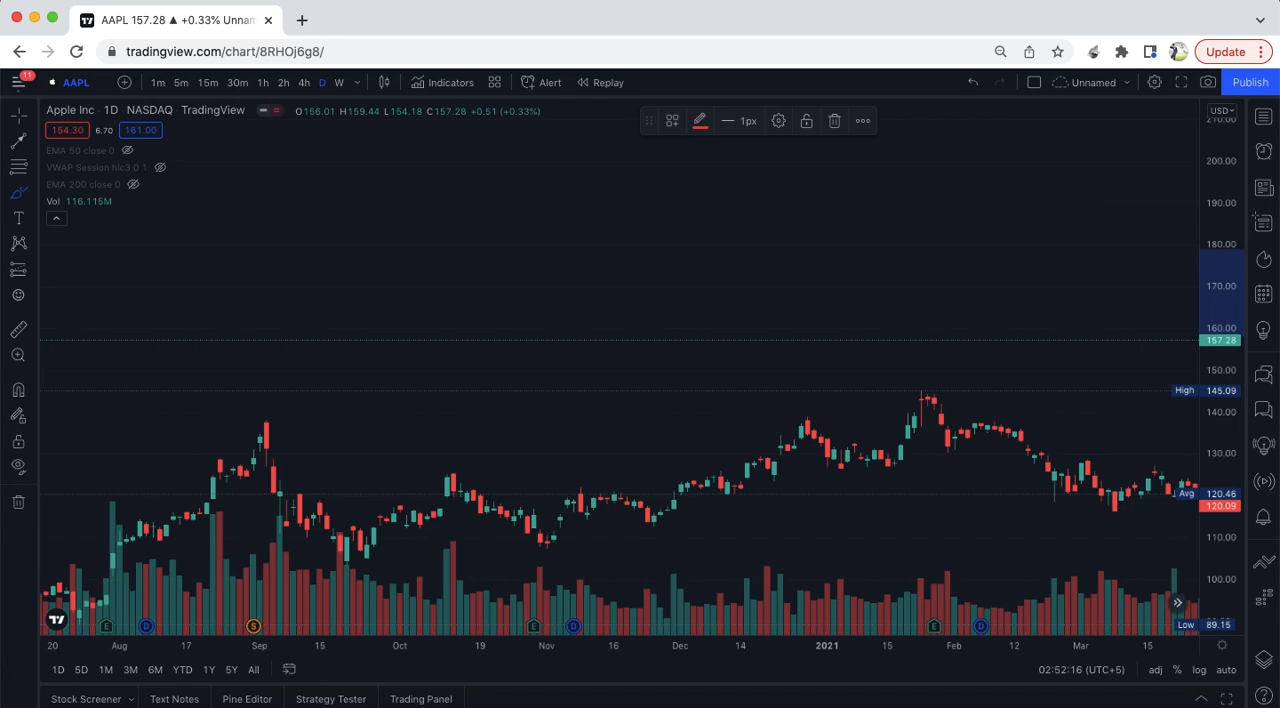 AAPL 157.28 ▲ +0.33% Unnam
tradingview.com/chart/8RHOj6g8/
Update
11
AAPL
1m 5m 15m 30m 1h 2h 4h D W
Indicators
Alert
Replay
Unnamed
Publish
Apple Inc · 1D · NASDAQ · TradingView
O156.01 H159.44 L154.18 C157.28 +0.51 (+0.33%)
154.30 6.70 161.00
EMA 50 close 0
VWAP Session hlc3 0 1
EMA 200 close 0
Vol 116.115M
1px
USD
210.00
200.00
190.00
180.00
170.00
160.00
157.28
150.00
High 145.09
140.00
130.00
Avg 120.46
120.09
110.00
100.00
Low 89.15
E D S E D E D
20 Aug 17 Sep 15 Oct 19 Nov 16 Dec 14 2021 15 Feb 12 Mar 15
1D 5D 1M 3M 6M YTD 1Y 5Y All
02:52:16 (UTC+5)
adj % log auto
Stock Screener
Text Notes
Pine Editor
Strategy Tester
Trading Panel